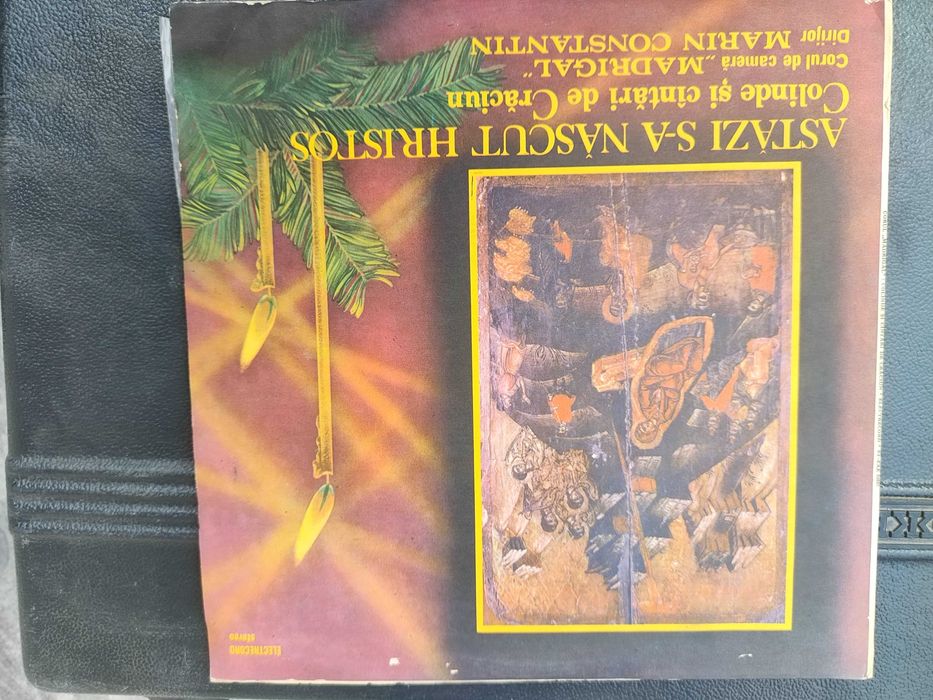 ELECTRECORD
stereo
ASTĂZI S-A NĂSCUT HRISTOS
Colinde şi cîntări de Crăciun
Corul de cameră „MADRIGAL”
Dirijor MARIN CONSTANTIN